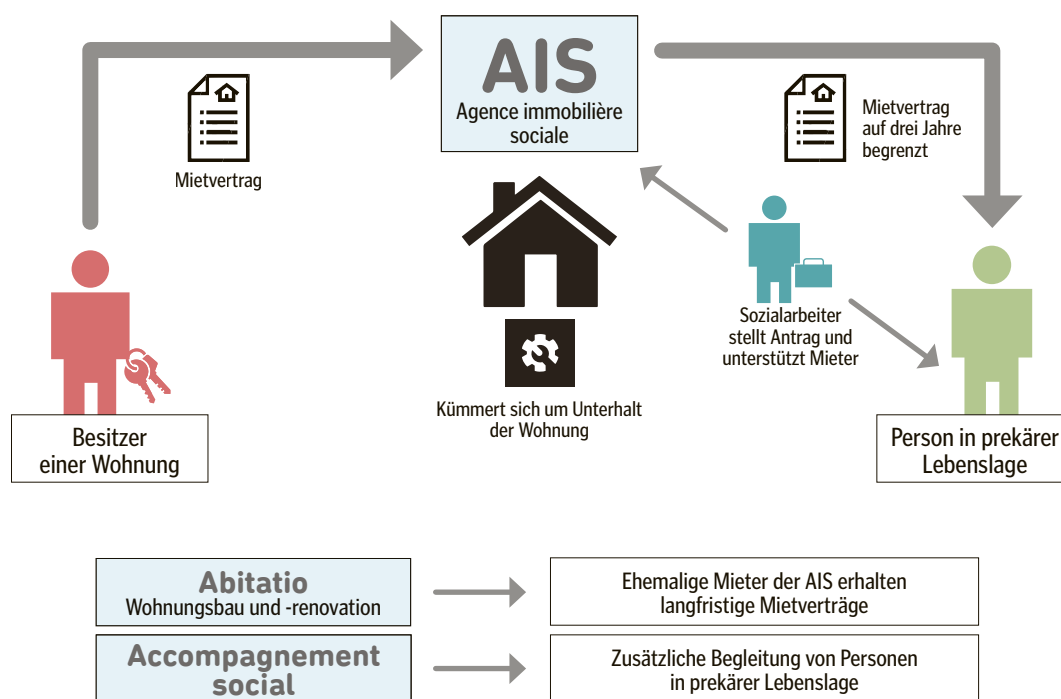 AIS
Agence immobilière
sociale
Mietvertrag
Mietvertrag
auf drei Jahre
begrenzt
Sozialarbeiter
stellt Antrag und
unterstützt Mieter
Kümmert sich um Unterhalt
der Wohnung
Besitzer
einer Wohnung
Person in prekärer
Lebenslage
Abitatio
Wohnungsbau und -renovation
Ehemalige Mieter der AIS erhalten
langfristige Mietverträge
Accompagnement
social
Zusätzliche Begleitung von Personen
in prekärer Lebenslage